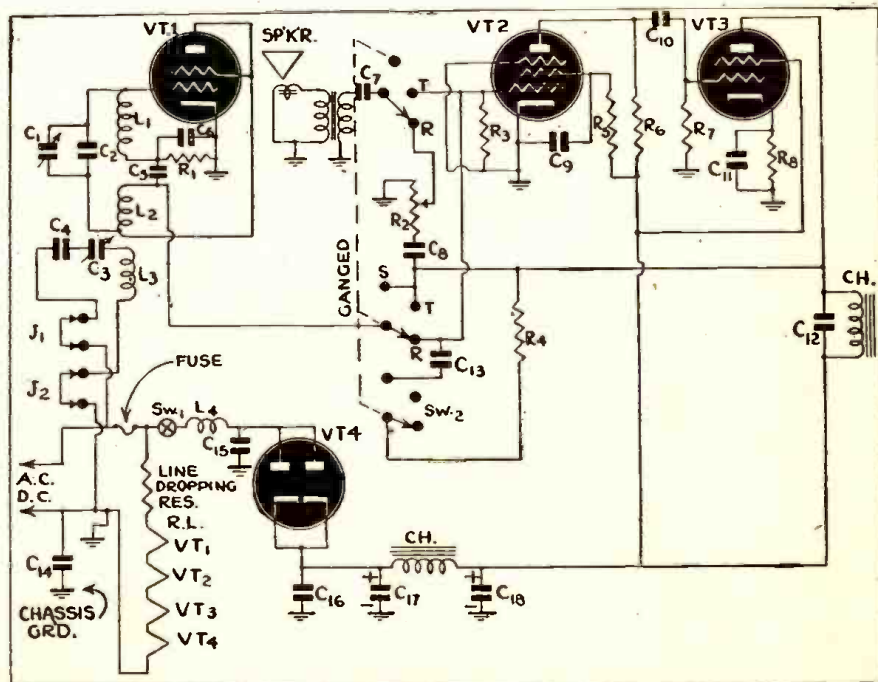 VT1
SP'K'R.
VT2
C10
VT3
C7
T
R
L1
C1
C2
C6
R1
C5
L2
R3
C9
R5
R6
R7
C11
R8
R2
C8
C4
C3
L3
GANGED
S
T
R
C13
R4
C12
CH.
J1
J2
FUSE
SW.1
L4
C15
VT4
SW.2
A.C.
D.C.
LINE
DROPPING
RES.
R.L.
VT1
VT2
VT3
VT4
C14
CHASSIS
GRD.
CH.
C16
+
-
C17
+
-
C18